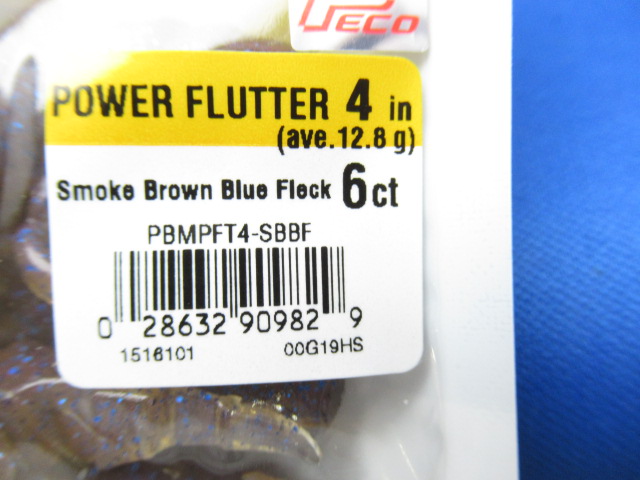 PECO
POWER FLUTTER 4 in
(ave.12.8 g)
Smoke Brown Blue Fleck 6ct
PBMPFT4-SBBF
0 28632 90982 9
1516101 00G19HS